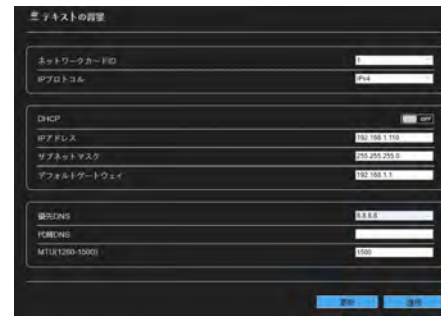 テキストの背景
ネットワークカードID
1
IPプロトコル
IPv4
DHCP
OFF
IPアドレス
192.168.1.110
サブネットマスク
255.255.255.0
デフォルトゲートウェイ
192.168.1.1
優先DNS
8.8.8.8
代替DNS
MTU(1280-1500)
1500
更新
適用